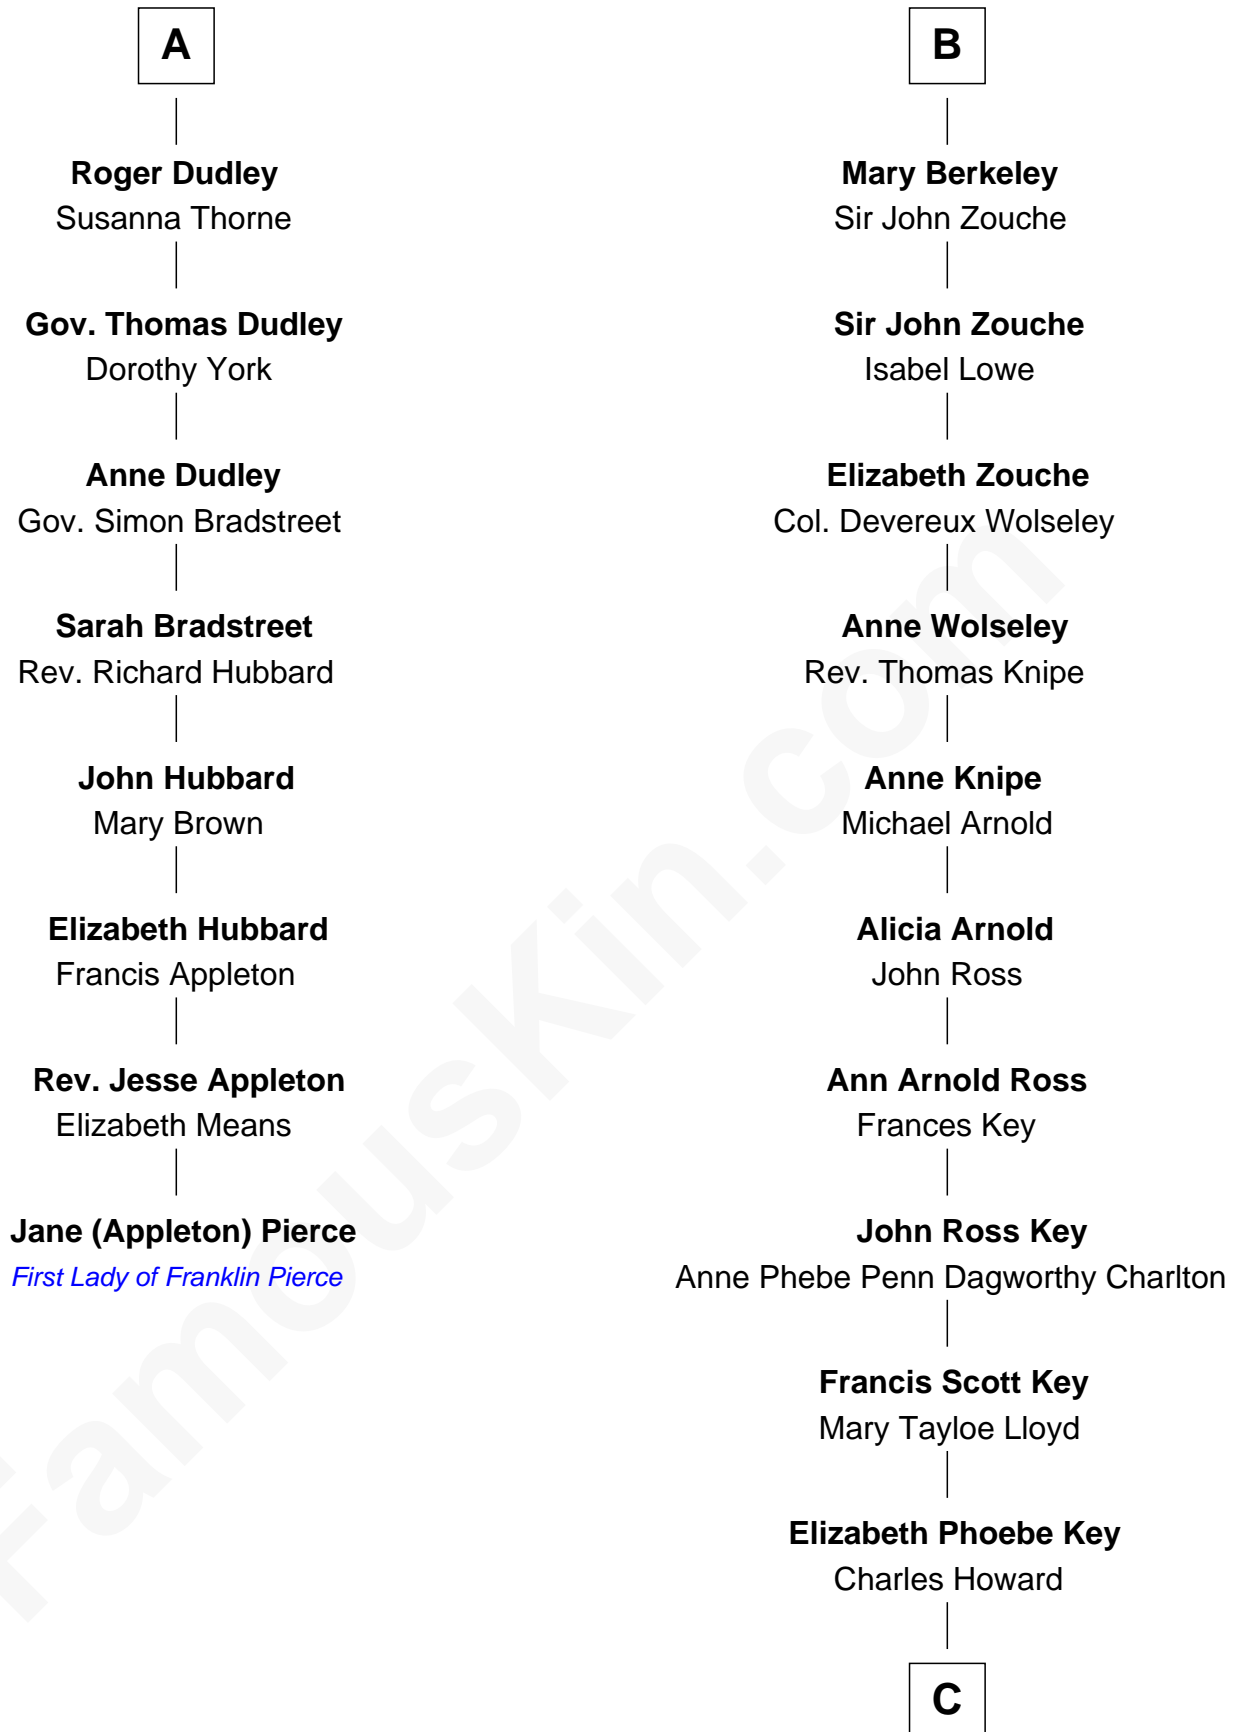 A
Roger Dudley
Susanna Thorne
Gov. Thomas Dudley
Dorothy York
Anne Dudley
Gov. Simon Bradstreet
Sarah Bradstreet
Rev. Richard Hubbard
John Hubbard
Mary Brown
Elizabeth Hubbard
Francis Appleton
Rev. Jesse Appleton
Elizabeth Means
Jane (Appleton) Pierce
First Lady of Franklin Pierce
B
Mary Berkeley
Sir John Zouche
Sir John Zouche
Isabel Lowe
Elizabeth Zouche
Col. Devereux Wolseley
Anne Wolseley
Rev. Thomas Knipe
Anne Knipe
Michael Arnold
Alicia Arnold
John Ross
Ann Arnold Ross
Frances Key
John Ross Key
Anne Phebe Penn Dagworthy Charlton
Francis Scott Key
Mary Tayloe Lloyd
Elizabeth Phoebe Key
Charles Howard
C
FamousKin.com